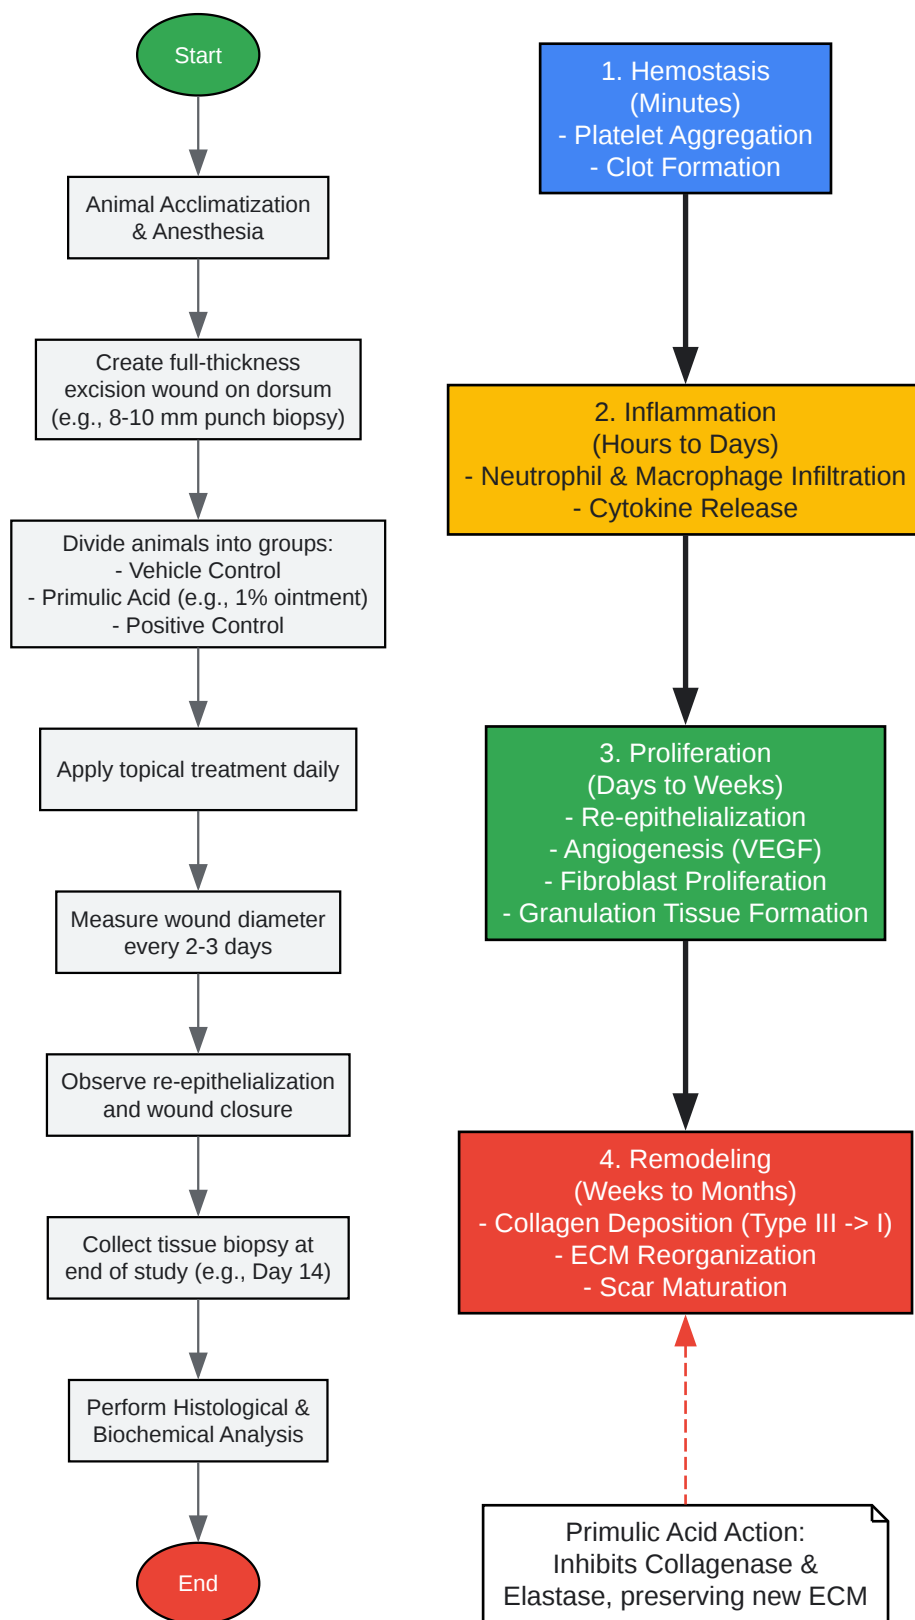 Start
Animal Acclimatization
& Anesthesia
Create full-thickness
excision wound on dorsum
(e.g., 8-10 mm punch biopsy)
Divide animals into groups:
- Vehicle Control
- Primulic Acid (e.g., 1% ointment)
- Positive Control
Apply topical treatment daily
Measure wound diameter
every 2-3 days
Observe re-epithelialization
and wound closure
Collect tissue biopsy at
end of study (e.g., Day 14)
Perform Histological &
Biochemical Analysis
End
1. Hemostasis
(Minutes)
- Platelet Aggregation
- Clot Formation
2. Inflammation
(Hours to Days)
- Neutrophil & Macrophage Infiltration
- Cytokine Release
3. Proliferation
(Days to Weeks)
- Re-epithelialization
- Angiogenesis (VEGF)
- Fibroblast Proliferation
- Granulation Tissue Formation
4. Remodeling
(Weeks to Months)
- Collagen Deposition (Type III -> I)
- ECM Reorganization
- Scar Maturation
Primulic Acid Action:
Inhibits Collagenase &
Elastase, preserving new ECM